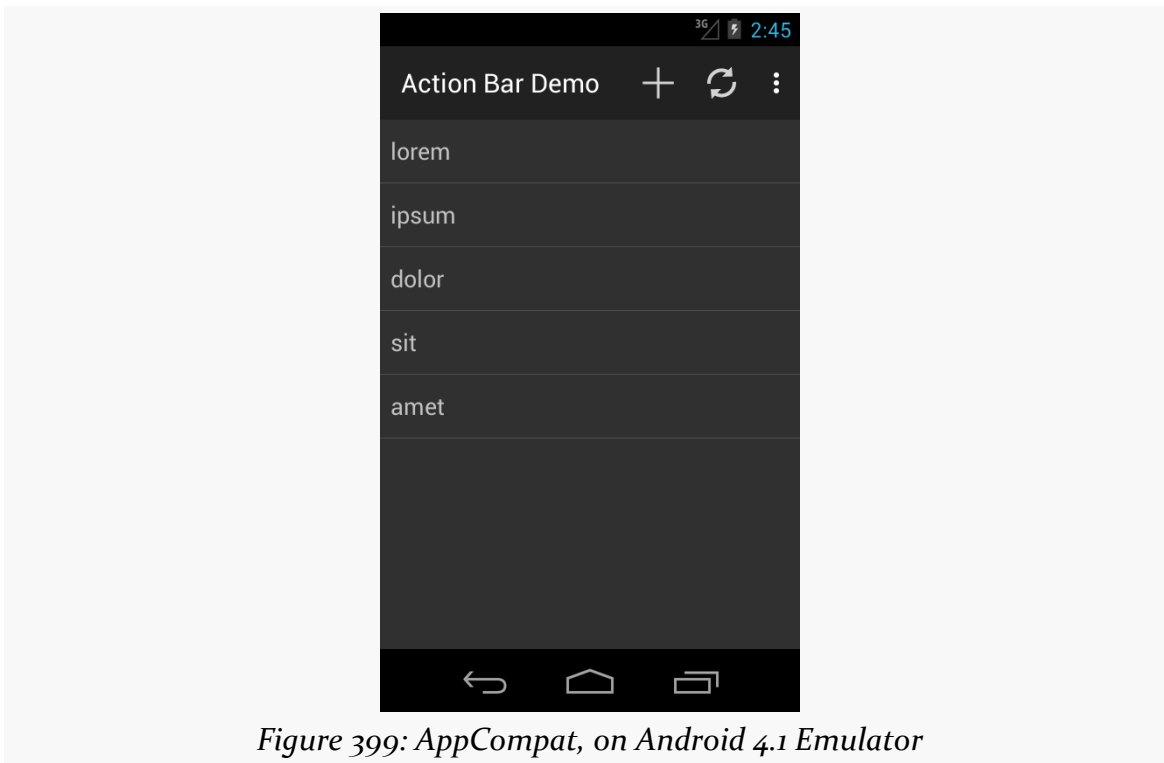 3G 2:45
Action Bar Demo
lorem
ipsum
dolor
sit
amet
Figure 399: AppCompat, on Android 4.1 Emulator